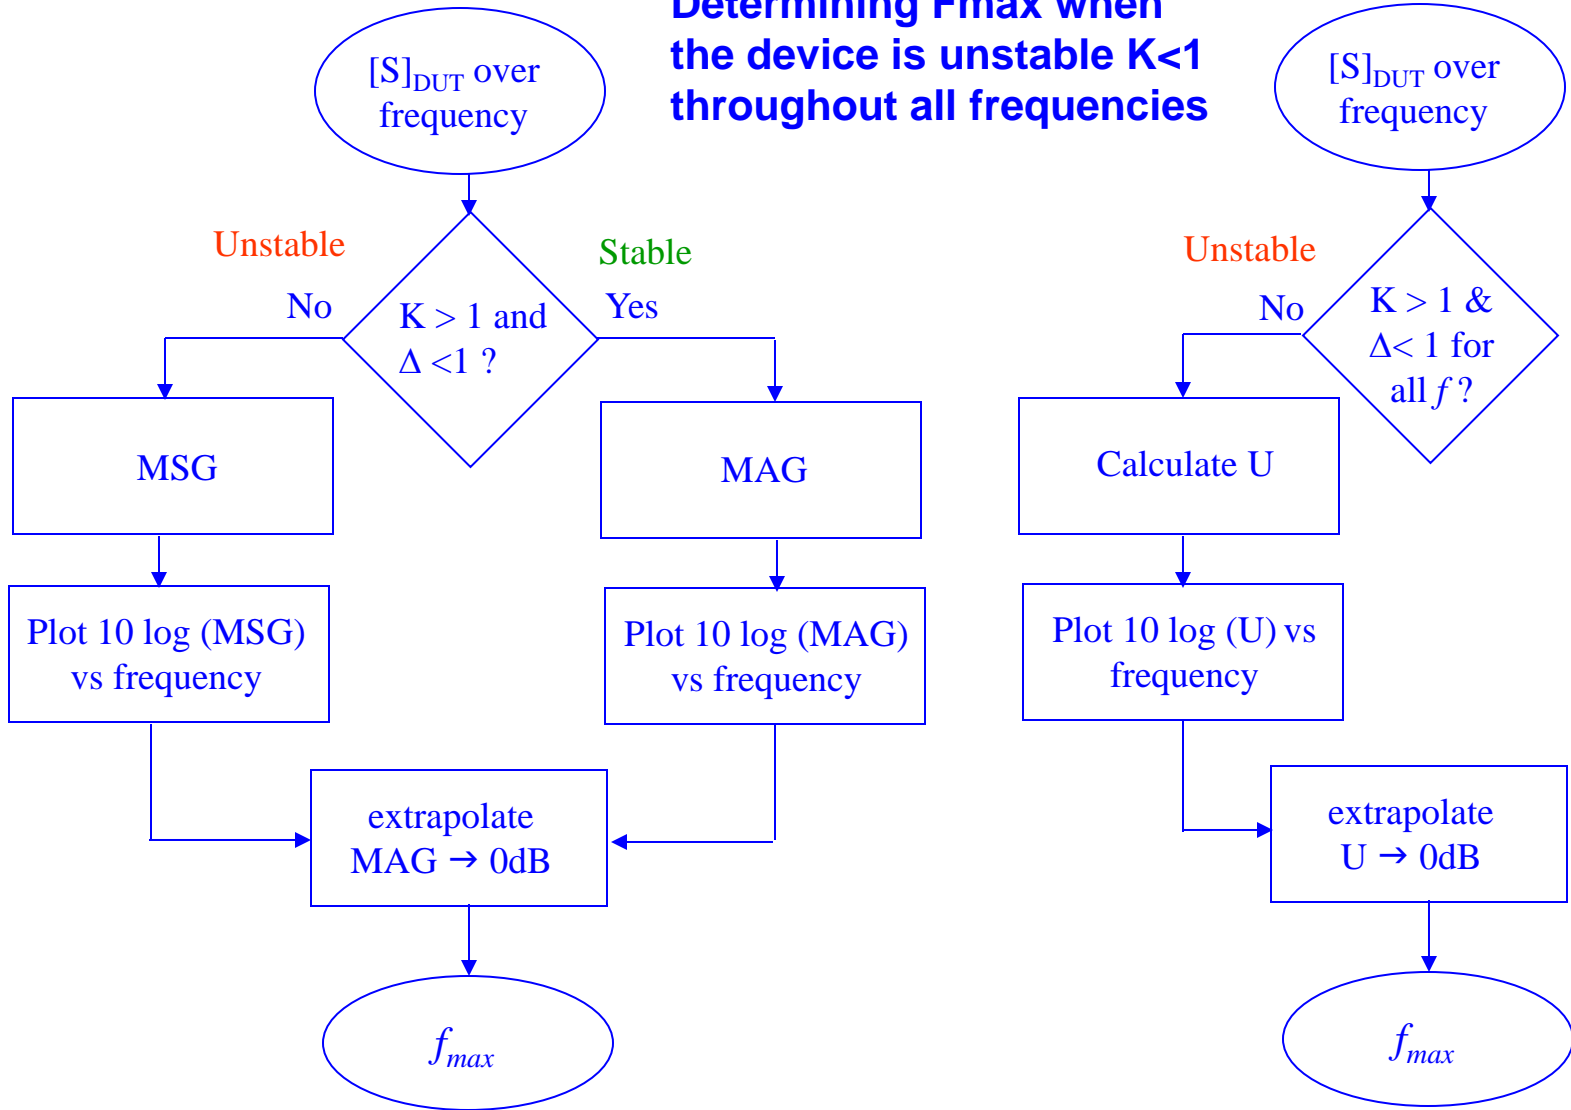 Determining Fmax when
the device is unstable K<1
throughout all frequencies
[S]DUT over
frequency
Unstable
Stable
No
Yes
K > 1 and
Δ <1 ?
MSG
MAG
Plot 10 log (MSG)
vs frequency
Plot 10 log (MAG)
vs frequency
extrapolate
MAG → 0dB
fmax
[S]DUT over
frequency
Unstable
No
K > 1 &
Δ< 1 for
all f ?
Calculate U
Plot 10 log (U) vs
frequency
extrapolate
U → 0dB
fmax